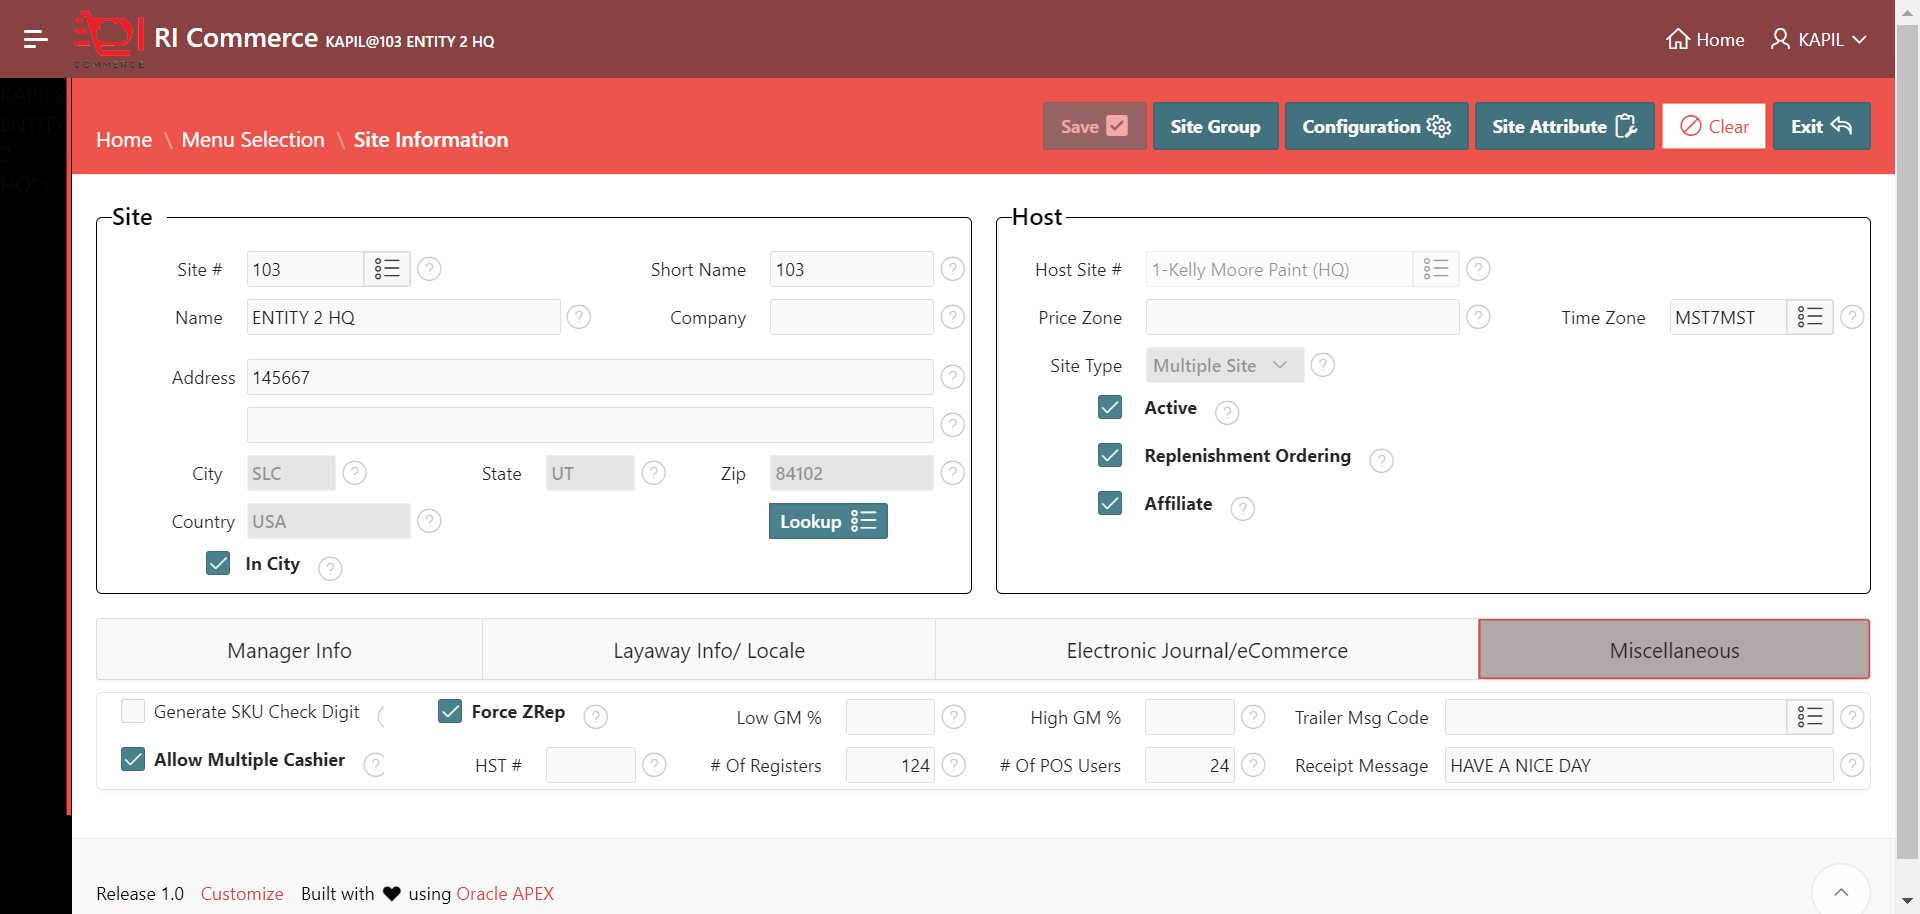 COMMERCE
RI Commerce KAPIL@103 ENTITY 2 HQ
Home KAPIL
KAPIL@
ENTITY
2
HQ">
Home \ Menu Selection \ Site Information
Save Site Group Configuration Site Attribute Clear Exit
Site
Site # 103 ? Short Name 103 ?
Name ENTITY 2 HQ ? Company ?
Address 145667 ?
?
City SLC ? State UT ? Zip 84102 ?
Country USA ? Lookup
In City ?
Host
Host Site # 1-Kelly Moore Paint (HQ) ?
Price Zone ? Time Zone MST7MST ?
Site Type Multiple Site ?
Active ?
Replenishment Ordering ?
Affiliate ?
Manager Info Layaway Info/ Locale Electronic Journal/eCommerce Miscellaneous
Generate SKU Check Digit Force ZRep ? Low GM % ? High GM % ? Trailer Msg Code ?
Allow Multiple Cashier ? HST # ? # Of Registers 124 ? # Of POS Users 24 ? Receipt Message HAVE A NICE DAY ?
Release 1.0 Customize Built with ♥ using Oracle APEX